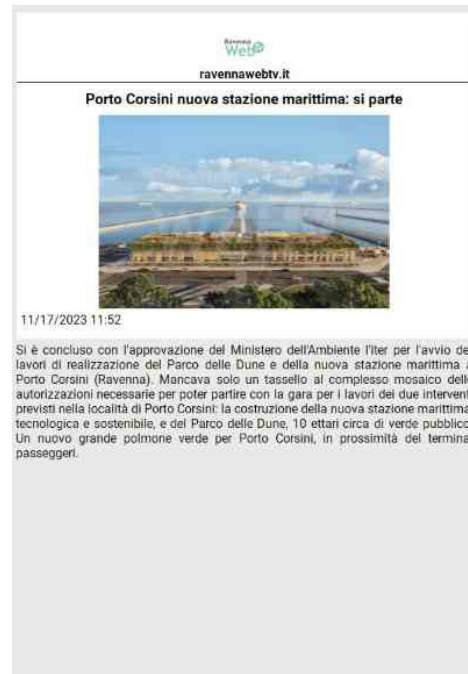 Ravenna
Web
ravennawebtv.it
Porto Corsini nuova stazione marittima: si parte
11/17/2023 11:52
Si è concluso con l'approvazione del Ministero dell'Ambiente l'iter per l'avvio de
lavori di realizzazione del Parco delle Dune e della nuova stazione marittima
Porto Corsini (Ravenna). Mancava solo un tassello al complesso mosaico dell
autorizzazioni necessarie per poter partire con la gara per i lavori dei due intervent
previsti nella località di Porto Corsini: la costruzione della nuova stazione marittima
tecnologica e sostenibile, e del Parco delle Dune, 10 ettari circa di verde pubblico
Un nuovo grande polmone verde per Porto Corsini, in prossimità del termina
passeggeri.